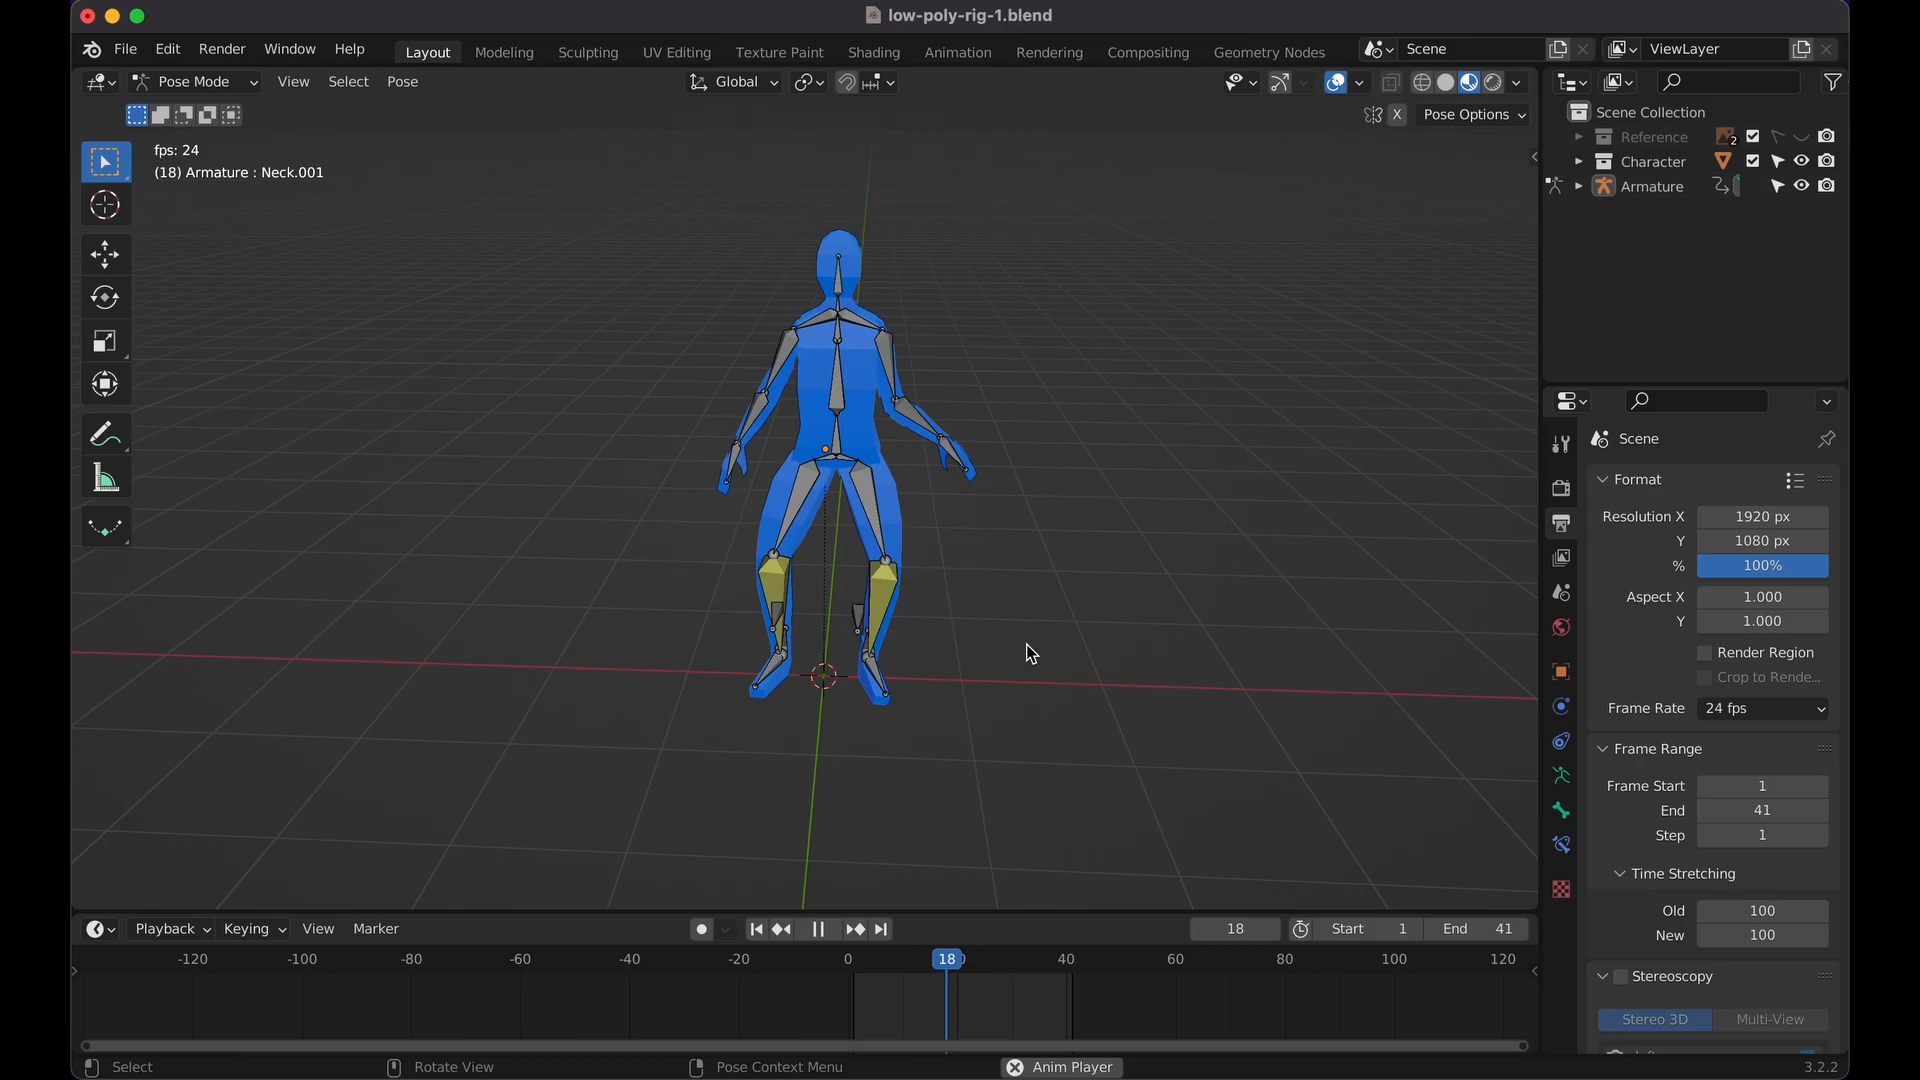 low-poly-rig-1.blend
File Edit Render Window Help Layout Modeling Sculpting UV Editing Texture Paint Shading Animation Rendering Compositing Geometry Nodes Scene ViewLayer
Pose Mode View Select Pose Global
X Pose Options
fps: 24
(18) Armature : Neck.001
Scene Collection
Reference 2
Character
Armature
Scene
Format
Resolution X 1920 px
Y 1080 px
% 100%
Aspect X 1.000
Y 1.000
Render Region
Crop to Rende...
Frame Rate 24 fps
Frame Range
Frame Start 1
End 41
Step 1
Time Stretching
Old 100
New 100
Stereoscopy
Stereo 3D Multi-View
Playback Keying View Marker 18 Start 1 End 41
-120 -100 -80 -60 -40 -20 0 18 40 60 80 100 120
Select Rotate View Pose Context Menu Anim Player 3.2.2